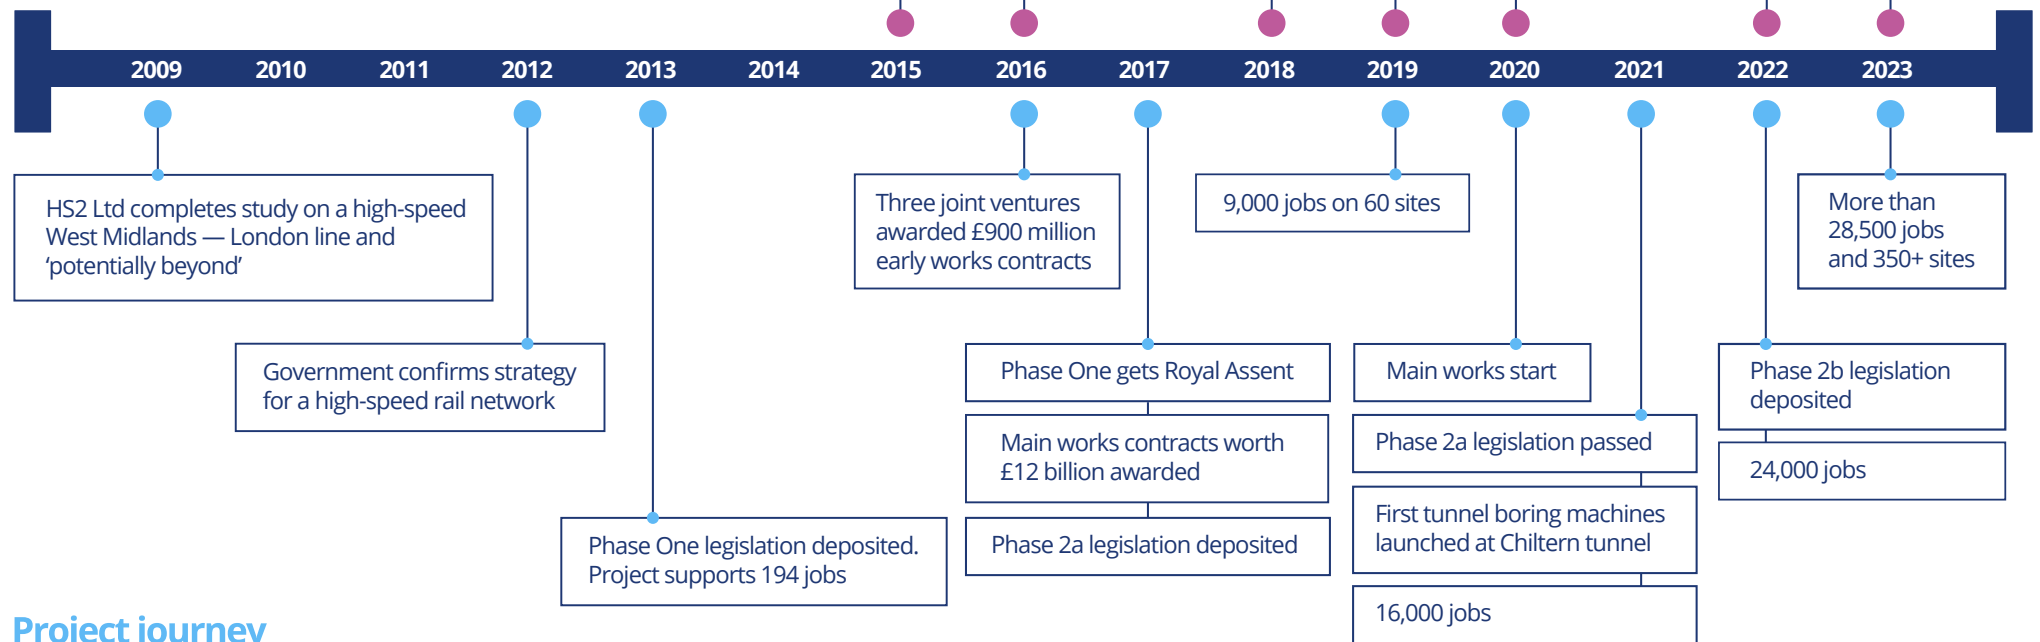 2009 2010 2011 2012 2013 2014 2015 2016 2017 2018 2019 2020 2021 2022 2023
HS2 Ltd completes study on a high-speed
West Midlands — London line and
‘potentially beyond’
Government confirms strategy
for a high-speed rail network
Phase One legislation deposited.
Project supports 194 jobs
Three joint ventures
awarded £900 million
early works contracts
Phase One gets Royal Assent
Main works contracts worth
£12 billion awarded
Phase 2a legislation deposited
9,000 jobs on 60 sites
Main works start
Phase 2a legislation passed
First tunnel boring machines
launched at Chiltern tunnel
16,000 jobs
Phase 2b legislation
deposited
24,000 jobs
More than
28,500 jobs
and 350+ sites
Project journey